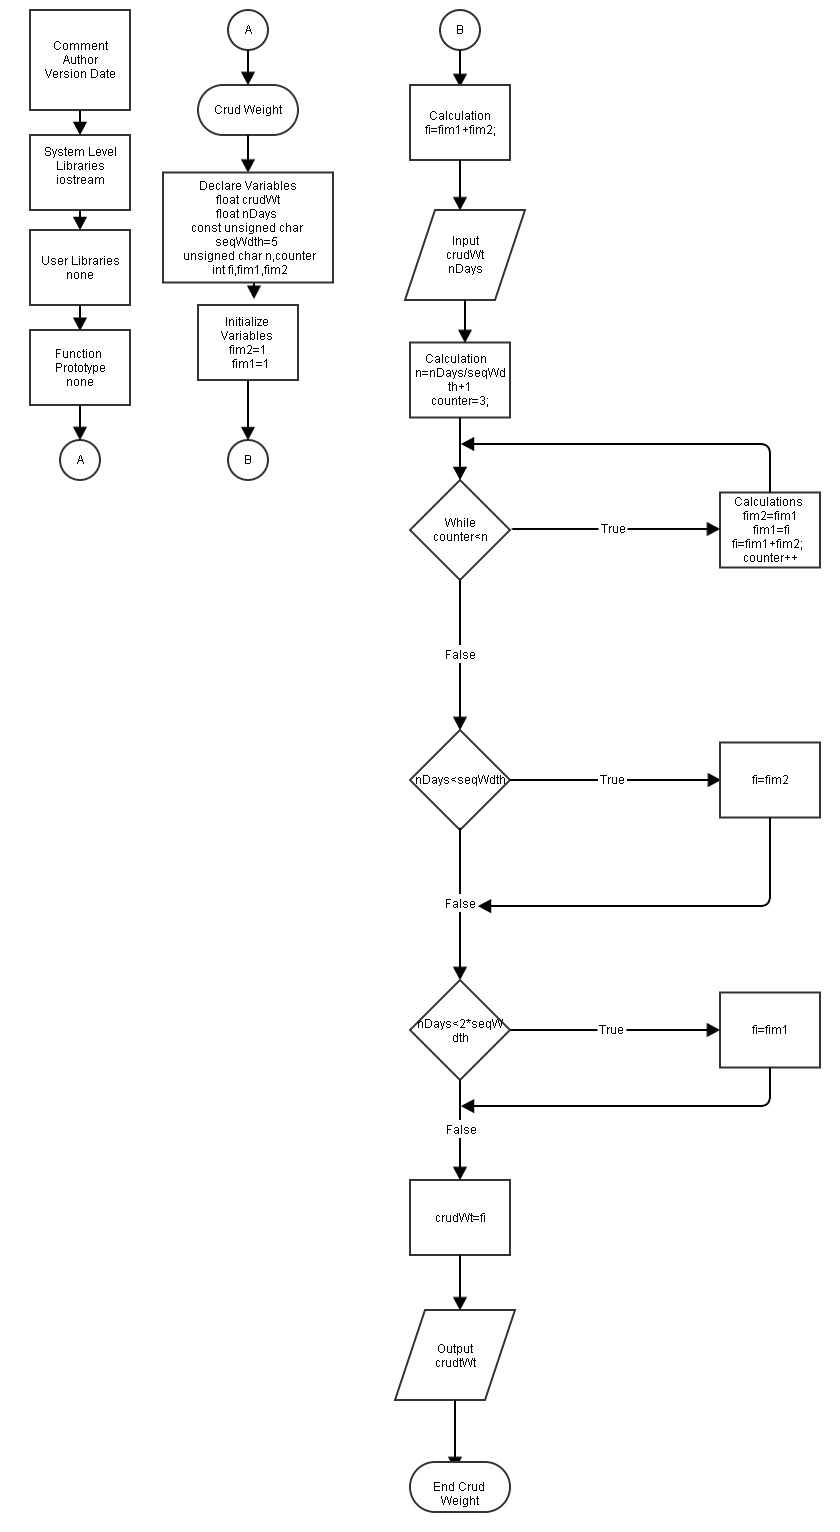 Comment
Author
Version Date
System Level
Libraries
iostream
User Libraries
none
Function
Prototype
none
A
A
Crud Weight
Declare Variables
float crudWt
float nDays
const unsigned char
seqWdth=5
unsigned char n,counter
int fi,fim1,fim2
Initialize
Variables
fim2=1
fim1=1
B
B
Calculation
fi=fim1+fim2;
Input
crudWt
nDays
Calculation
n=nDays/seqWd
th+1
counter=3;
While
counter<n
True
Calculations
fim2=fim1
fim1=fi
fi=fim1+fim2;
counter++
False
nDays<seqWdth
True
fi=fim2
False
nDays<2*seqW
dth
True
fi=fim1
False
crudWt=fi
Output
crudtWt
End Crud
Weight